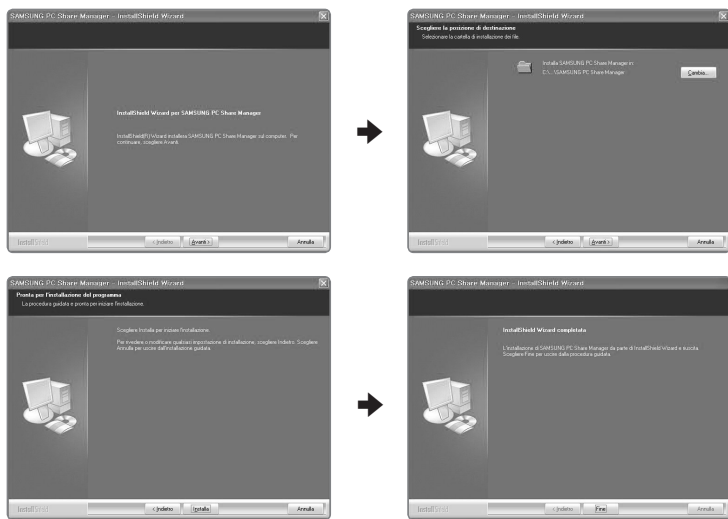 SAMSUNG PC Share Manager - InstallShield Wizard
InstallShield Wizard per SAMSUNG PC Share Manager
InstallShield(R) Wizard installerà SAMSUNG PC Share Manager sul computer. Per
continuare, scegliere Avanti.
InstallShield
< Indietro
Avanti >
Annulla
SAMSUNG PC Share Manager - InstallShield Wizard
Scegliere la posizione di destinazione
Selezionare la cartella di installazione dei file.
Installa SAMSUNG PC Share Manager in:
C:\...\SAMSUNG PC Share Manager
Cambia...
InstallShield
< Indietro
Avanti >
Annulla
SAMSUNG PC Share Manager - InstallShield Wizard
Pronta per l'installazione del programma
La procedura guidata è pronta per iniziare l'installazione.
Scegliere Installa per iniziare l'installazione.
Per rivedere o modificare qualsiasi impostazione di installazione, scegliere Indietro. Scegliere
Annulla per uscire dall'installazione guidata.
InstallShield
< Indietro
Installa
Annulla
SAMSUNG PC Share Manager - InstallShield Wizard
InstallShield Wizard completata
L'installazione di SAMSUNG PC Share Manager da parte di InstallShield Wizard è riuscita.
Scegliere Fine per uscire dalla procedura guidata.
InstallShield
< Indietro
Fine
Annulla